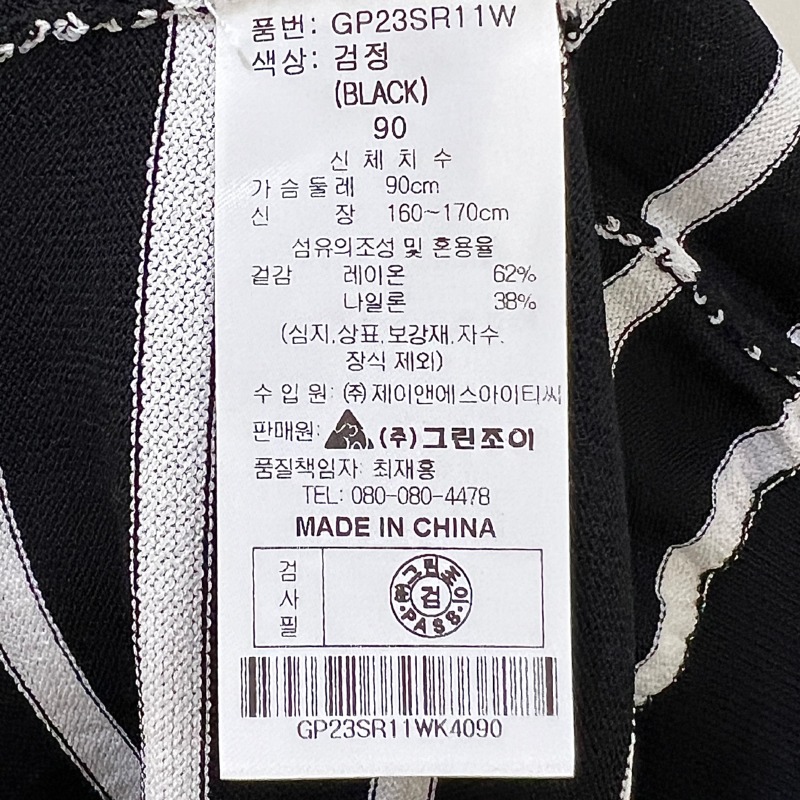 품번: GP23SR11W
색상: 검정
(BLACK)
90
신체치수
가슴둘레 90cm
신장 160~170cm
섬유의조성 및 혼용율
겉감 레이온 62%
나일론 38%
(심지,상표,보강재,자수,
장식 제외)
수입원: (주)제이앤에스아이티씨
판매원: (주)그린조이
품질책임자: 최재홍
TEL: 080-080-4478
MADE IN CHINA
검사필
그린조이
검
PASS
GP23SR11WK4090